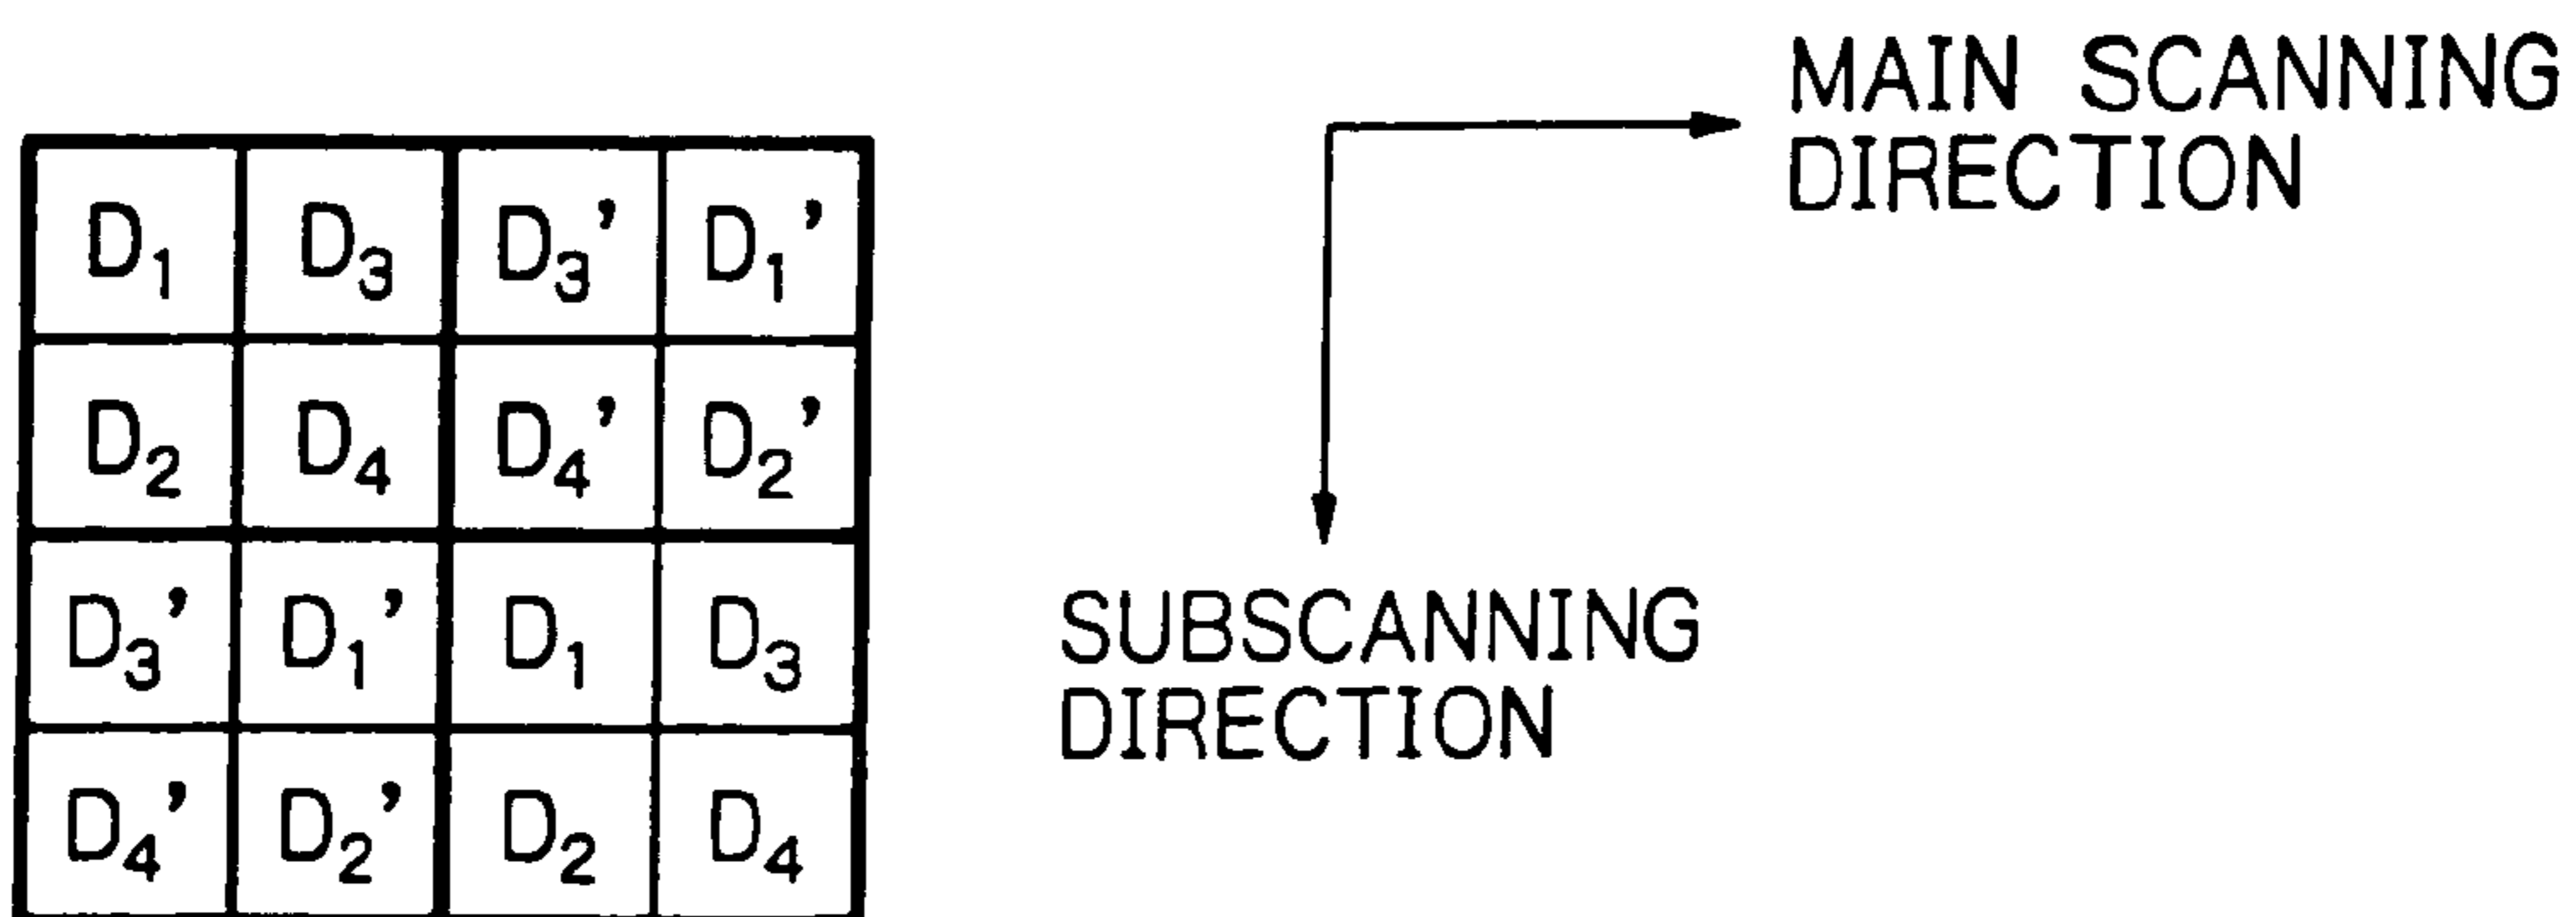 D₁ D₃ D₃’ D₁’
D₂ D₄ D₄’ D₂’
D₃’ D₁’ D₁ D₃
D₄’ D₂’ D₂ D₄
MAIN SCANNING
DIRECTION
SUBSCANNING
DIRECTION